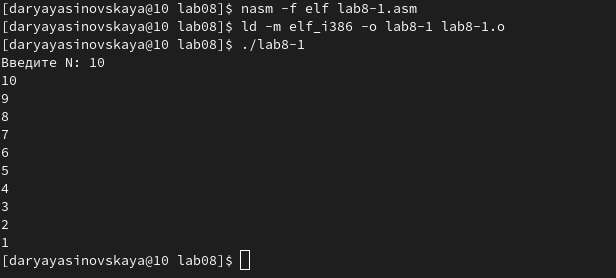 [daryayasinovskaya@10 lab08]$ nasm -f elf lab8-1.asm
[daryayasinovskaya@10 lab08]$ ld -m elf_i386 -o lab8-1 lab8-1.o
[daryayasinovskaya@10 lab08]$ ./lab8-1
Введите N: 10
10
9
8
7
6
5
4
3
2
1
[daryayasinovskaya@10 lab08]$